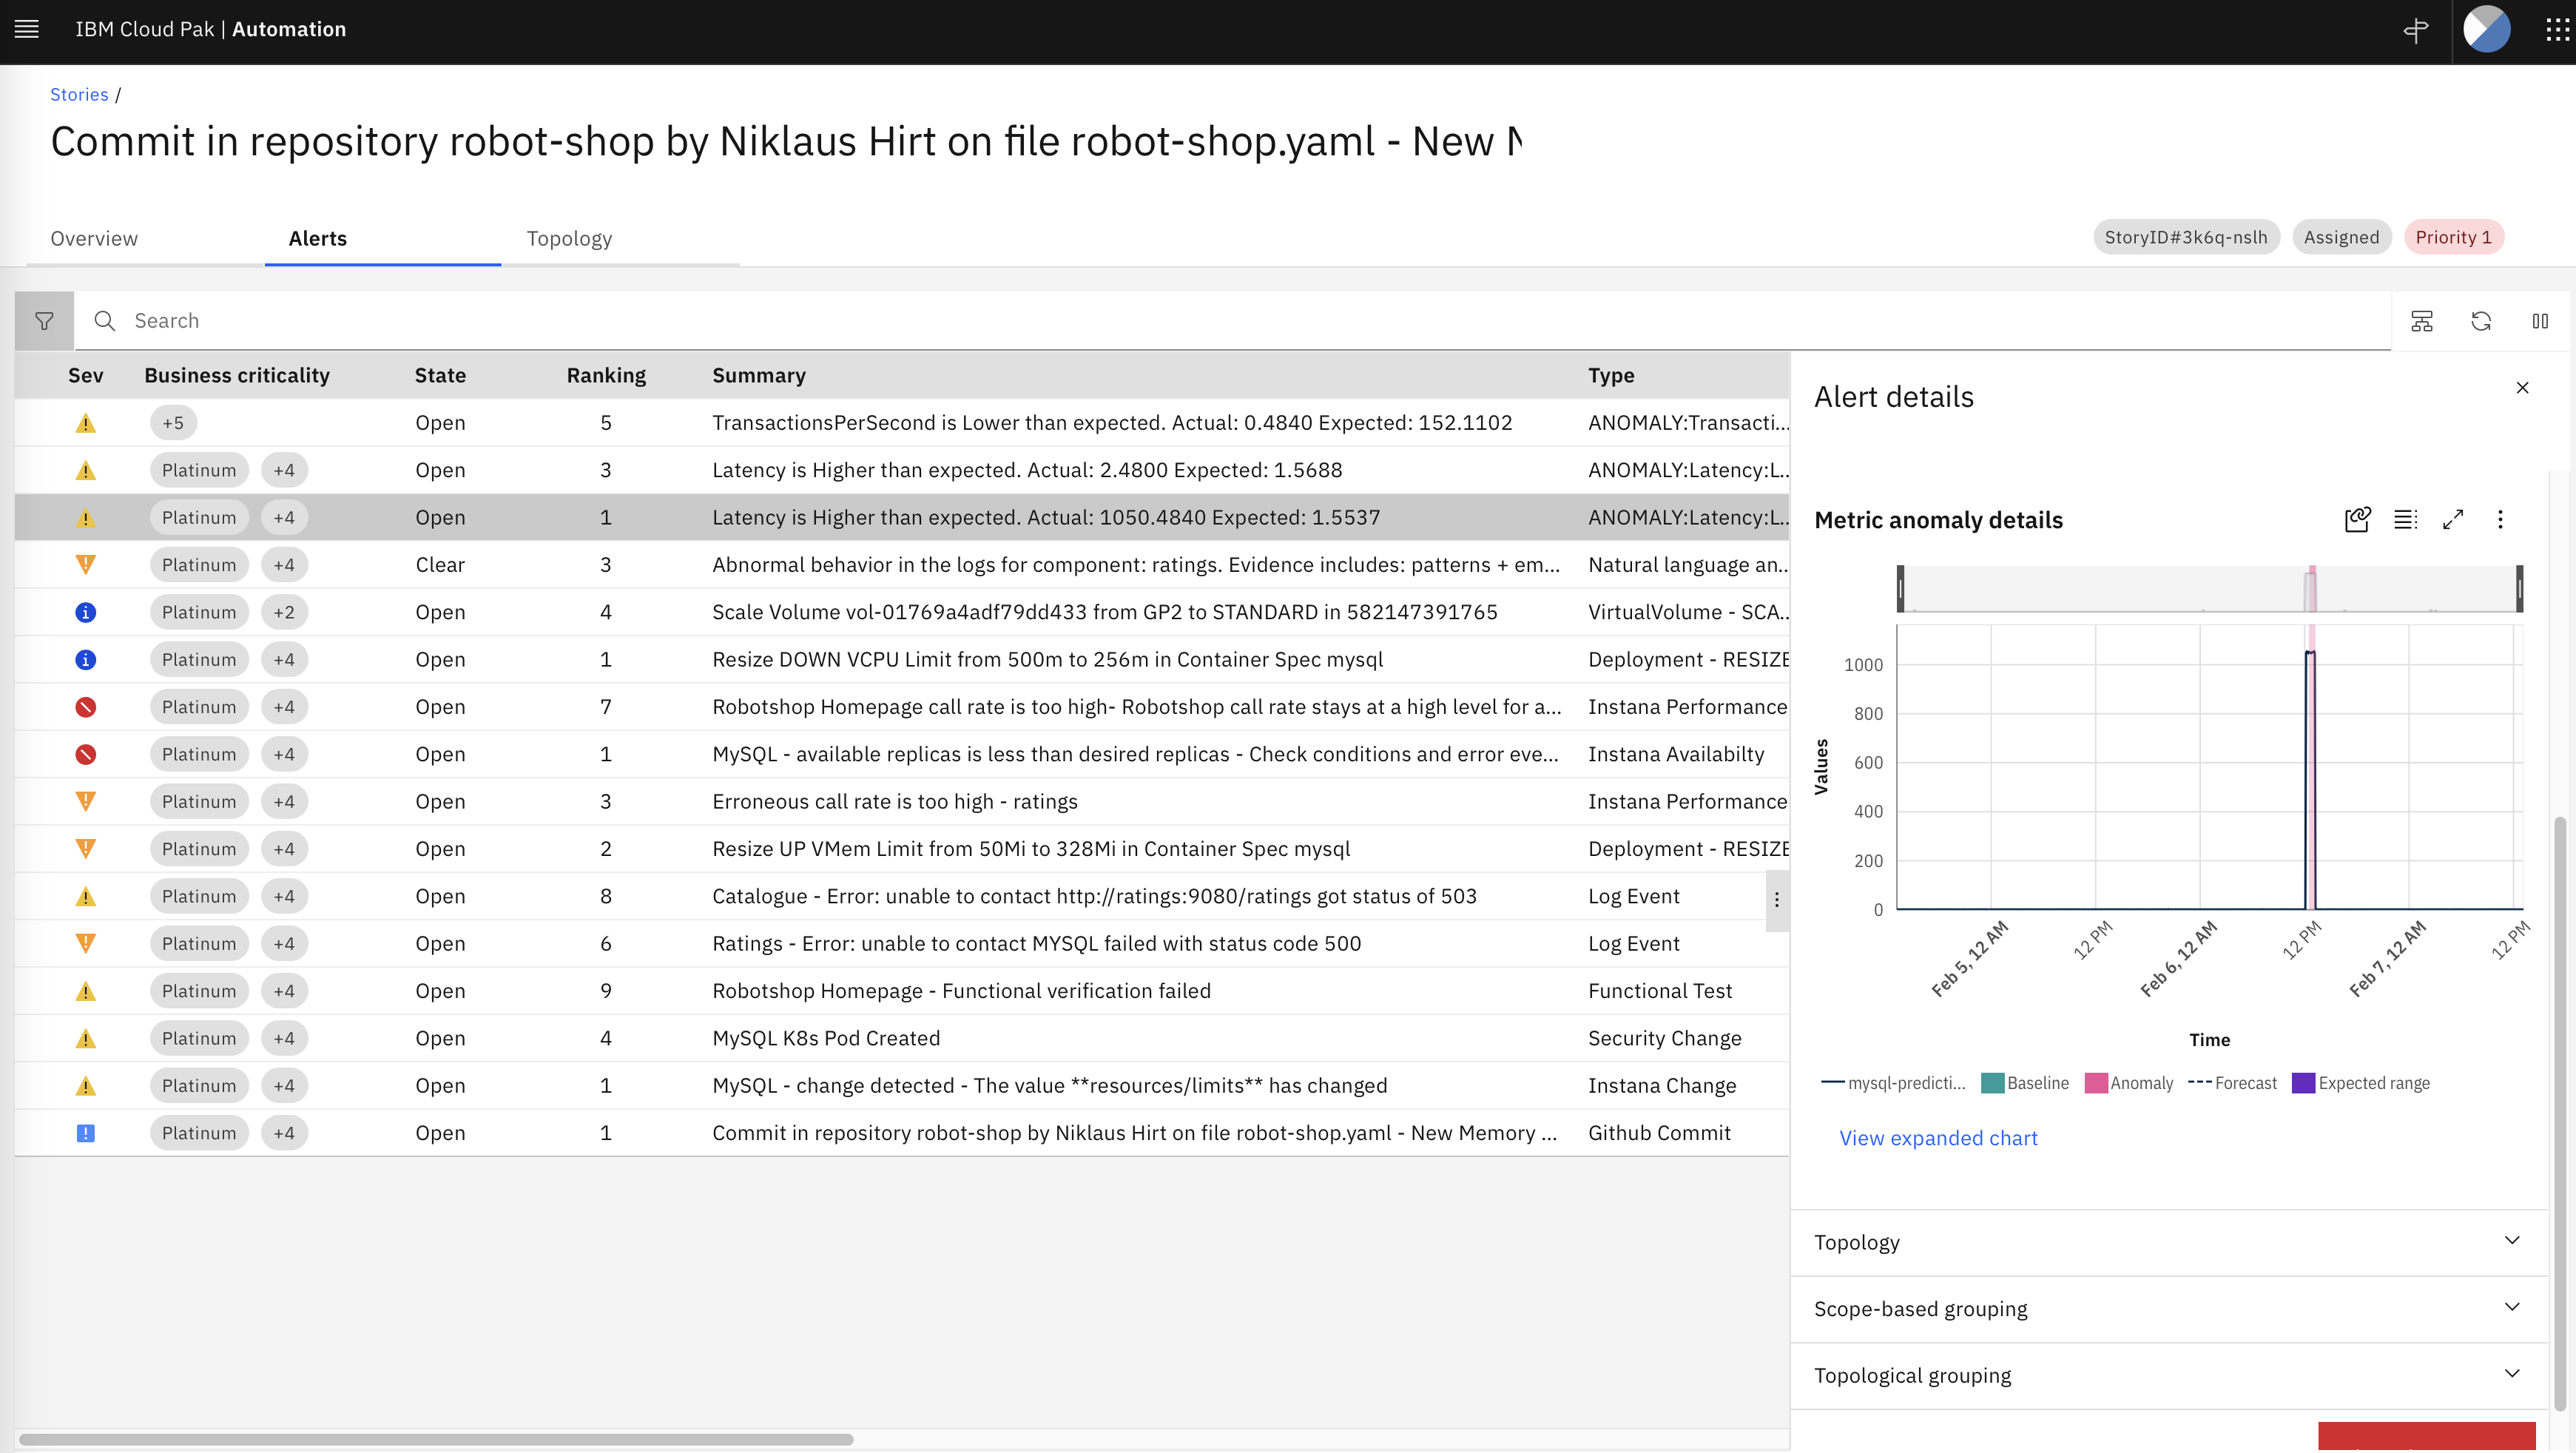 IBM Cloud Pak | Automation
Stories /
Commit in repository robot-shop by Niklaus Hirt on file robot-shop.yaml - New
Overview Alerts Topology StoryID#3k6q-nslh Assigned Priority 1
Search
Sev Business criticality State Ranking Summary Type
+5 Open 5 TransactionsPerSecond is Lower than expected. Actual: 0.4840 Expected: 152.1102 ANOMALY:Transacti...
Platinum +4 Open 3 Latency is Higher than expected. Actual: 2.4800 Expected: 1.5688 ANOMALY:Latency:L...
Platinum +4 Open 1 Latency is Higher than expected. Actual: 1050.4840 Expected: 1.5537 ANOMALY:Latency:L...
Platinum +4 Clear 3 Abnormal behavior in the logs for component: ratings. Evidence includes: patterns + em... Natural language an...
Platinum +2 Open 4 Scale Volume vol-01769a4adf79dd433 from GP2 to STANDARD in 582147391765 VirtualVolume - SCA...
Platinum +4 Open 1 Resize DOWN VCPU Limit from 500m to 256m in Container Spec mysql Deployment - RESIZE
Platinum +4 Open 7 Robotshop Homepage call rate is too high- Robotshop call rate stays at a high level for a... Instana Performance
Platinum +4 Open 1 MySQL - available replicas is less than desired replicas - Check conditions and error eve... Instana Availabilty
Platinum +4 Open 3 Erroneous call rate is too high - ratings Instana Performance
Platinum +4 Open 2 Resize UP VMem Limit from 50Mi to 328Mi in Container Spec mysql Deployment - RESIZE
Platinum +4 Open 8 Catalogue - Error: unable to contact http://ratings:9080/ratings got status of 503 Log Event
Platinum +4 Open 6 Ratings - Error: unable to contact MYSQL failed with status code 500 Log Event
Platinum +4 Open 9 Robotshop Homepage - Functional verification failed Functional Test
Platinum +4 Open 4 MySQL K8s Pod Created Security Change
Platinum +4 Open 1 MySQL - change detected - The value **resources/limits** has changed Instana Change
Platinum +4 Open 1 Commit in repository robot-shop by Niklaus Hirt on file robot-shop.yaml - New Memory ... Github Commit
Alert details
Metric anomaly details
Values
1000
800
600
400
200
0
Feb 5, 12 AM 12 PM Feb 6, 12 AM 12 PM Feb 7, 12 AM 12 PM
Time
mysql-predicti... Baseline Anomaly Forecast Expected range
View expanded chart
Topology
Scope-based grouping
Topological grouping